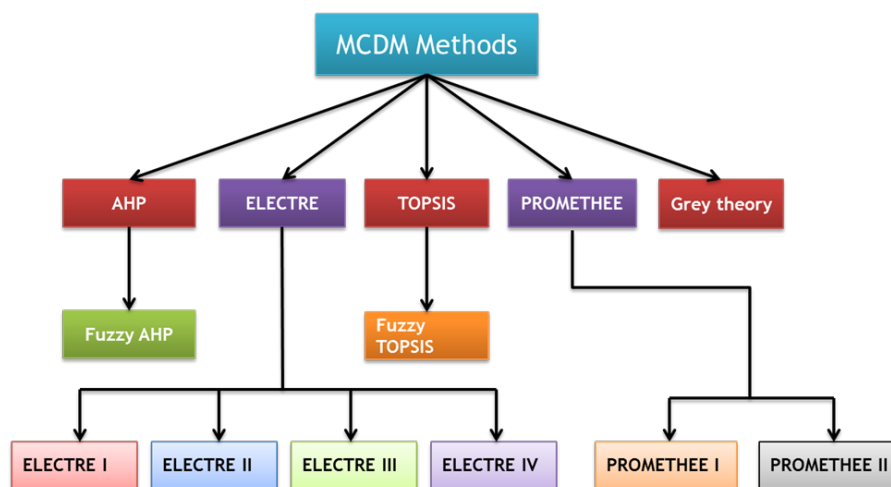 MCDM Methods
AHP
ELECTRE
TOPSIS
PROMETHEE
Grey theory
Fuzzy AHP
Fuzzy
TOPSIS
ELECTRE I
ELECTRE II
ELECTRE III
ELECTRE IV
PROMETHEE I
PROMETHEE II